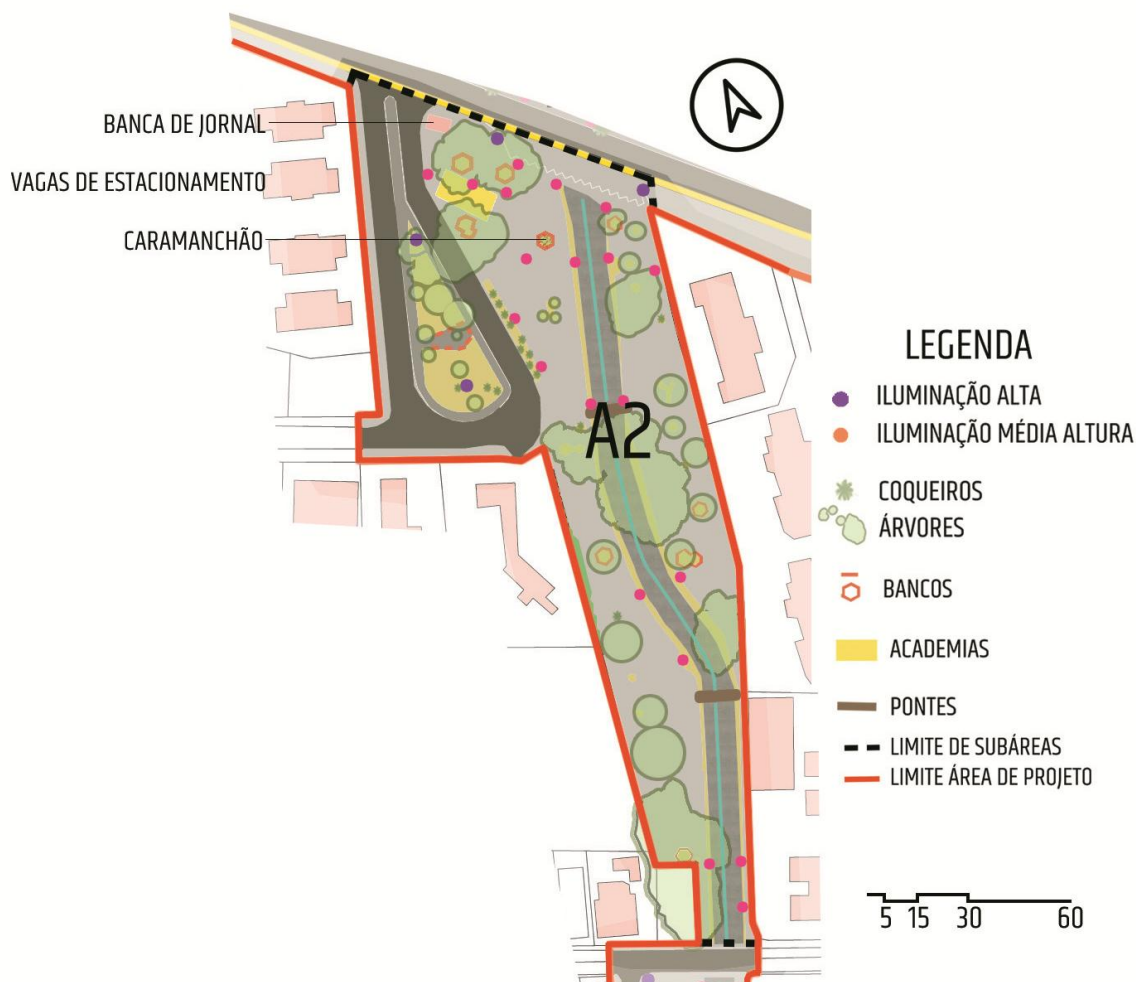 BANCA DE JORNAL
VAGAS DE ESTACIONAMENTO
CARAMANCHÃO
A2
LEGENDA
ILUMINAÇÃO ALTA
ILUMINAÇÃO MÉDIA ALTURA
COQUEIROS
ÁRVORES
BANCOS
ACADEMIAS
PONTES
LIMITE DE SUBÁREAS
LIMITE ÁREA DE PROJETO
5 15 30 60